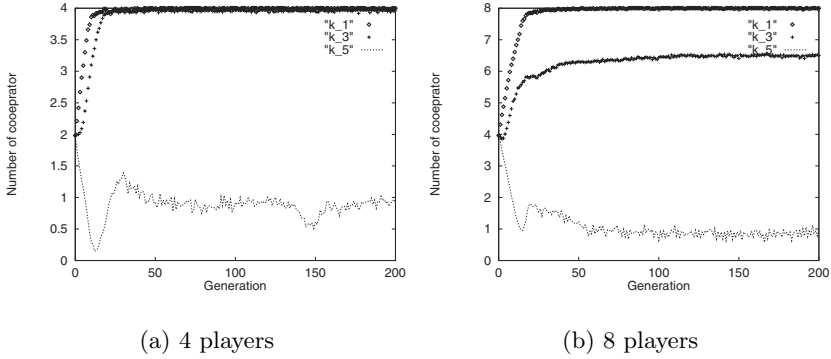 Number of cooeprator
4
3.5
3
2.5
2
1.5
1
0.5
0
0
50
100
150
200
Generation
"k_1"
"k_3"
"k_5"
(a) 4 players
Number of cooeprator
8
7
6
5
4
3
2
1
0
0
50
100
150
200
Generation
"k_1"
"k_3"
"k_5"
(b) 8 players